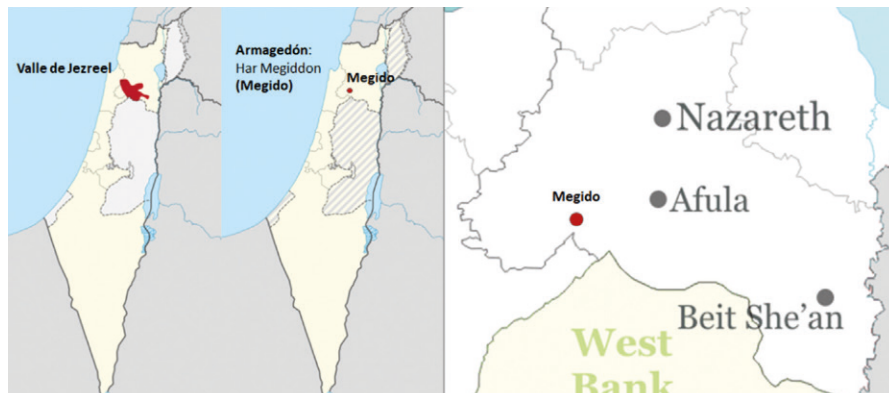 Valle de Jezreel
Armagedón:
Har Megiddon
(Megido)
Megido
Nazareth
Megido
Afula
Beit She’an
West
Bank